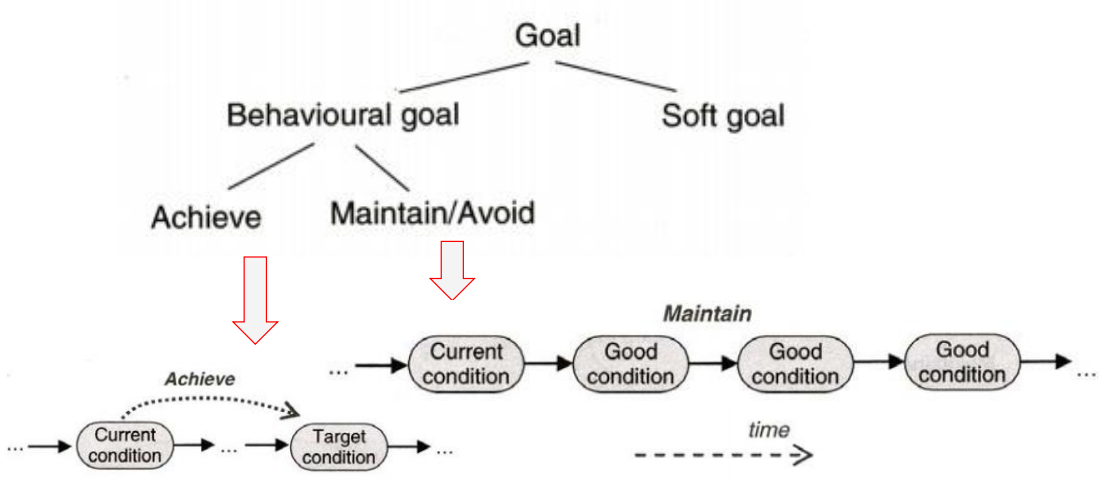 Goal
Behavioural goal
Soft goal
Achieve
Maintain/Avoid
Maintain
...
Current
condition
Good
condition
Good
condition
Good
condition
...
Achieve
...
Current
condition
...
Target
condition
...
time